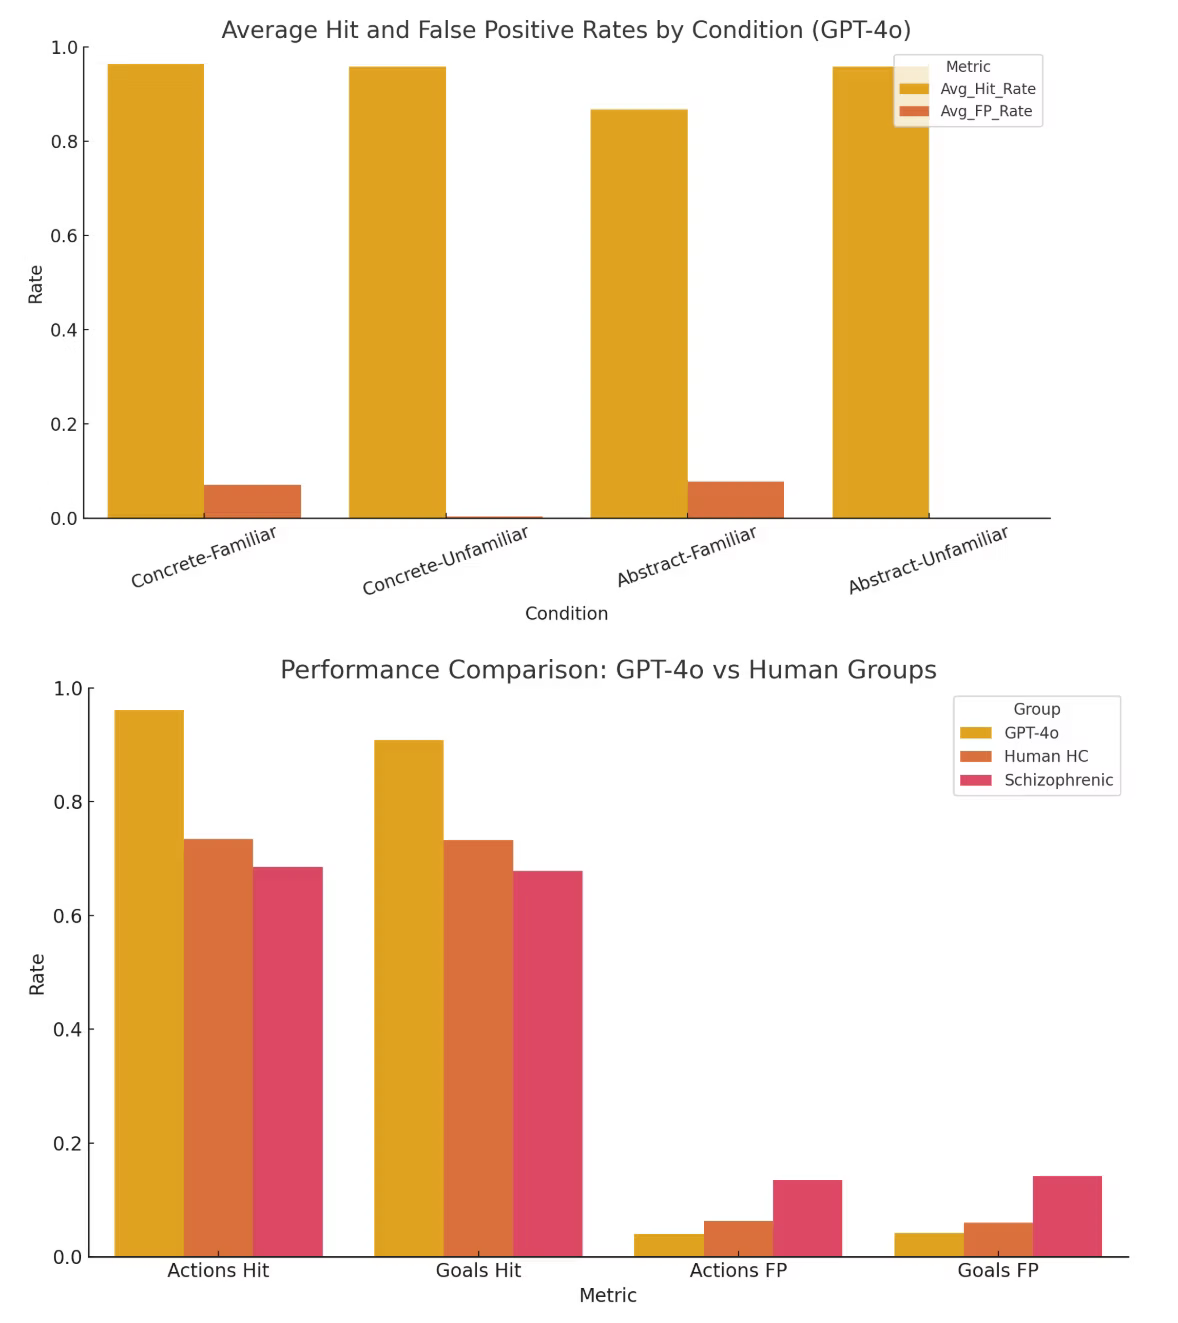 Average Hit and False Positive Rates by Condition (GPT-4o)
1.0
0.8
0.6
0.4
0.2
0.0
Rate
Metric
Avg_Hit_Rate
Avg_FP_Rate
Concrete-Familiar
Concrete-Unfamiliar
Abstract-Familiar
Abstract-Unfamiliar
Condition
Performance Comparison: GPT-4o vs Human Groups
1.0
0.8
0.6
0.4
0.2
0.0
Rate
Group
GPT-4o
Human HC
Schizophrenic
Actions Hit
Goals Hit
Actions FP
Goals FP
Metric